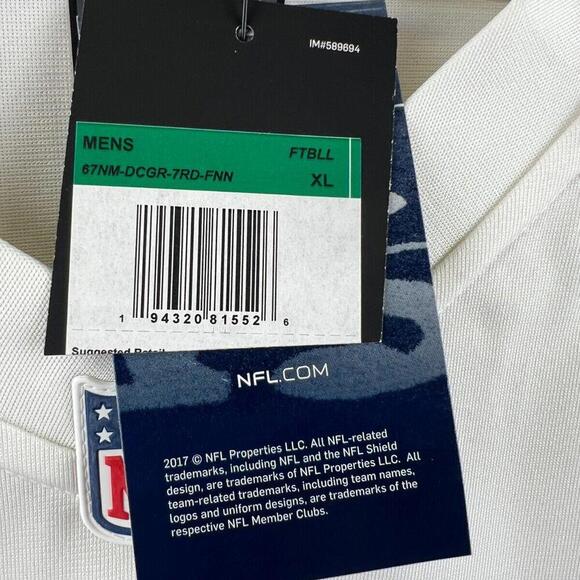 IM#589694
MENS FTBLL
67NM-DCGR-7RD-FNN XL
1 94320 81552 6
Suggested Retail
NFL.COM
2017 © NFL Properties LLC. All NFL-related
trademarks, including NFL and the NFL Shield
design, are trademarks of NFL Properties LLC. All
team-related trademarks, including team names,
logos and uniform designs, are trademarks of the
respective NFL Member Clubs.